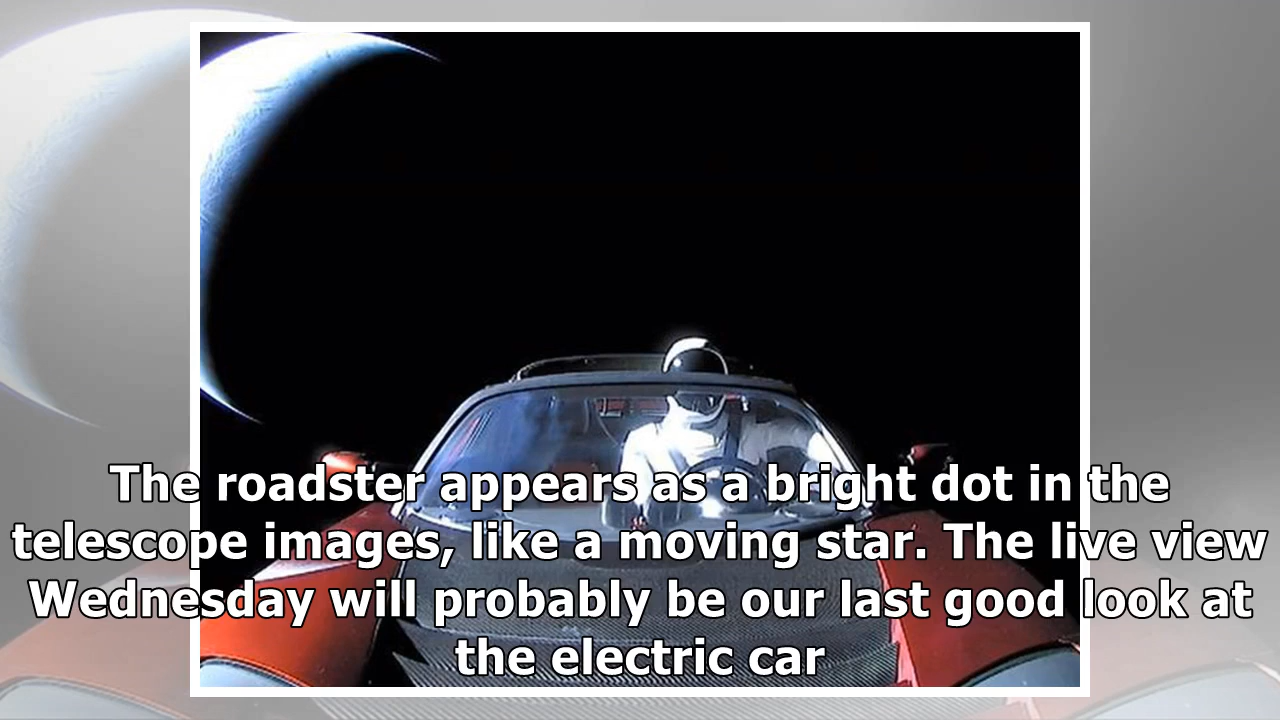 The roadster appears as a bright dot in the
telescope images, like a moving star. The live view
Wednesday will probably be our last good look at
the electric car